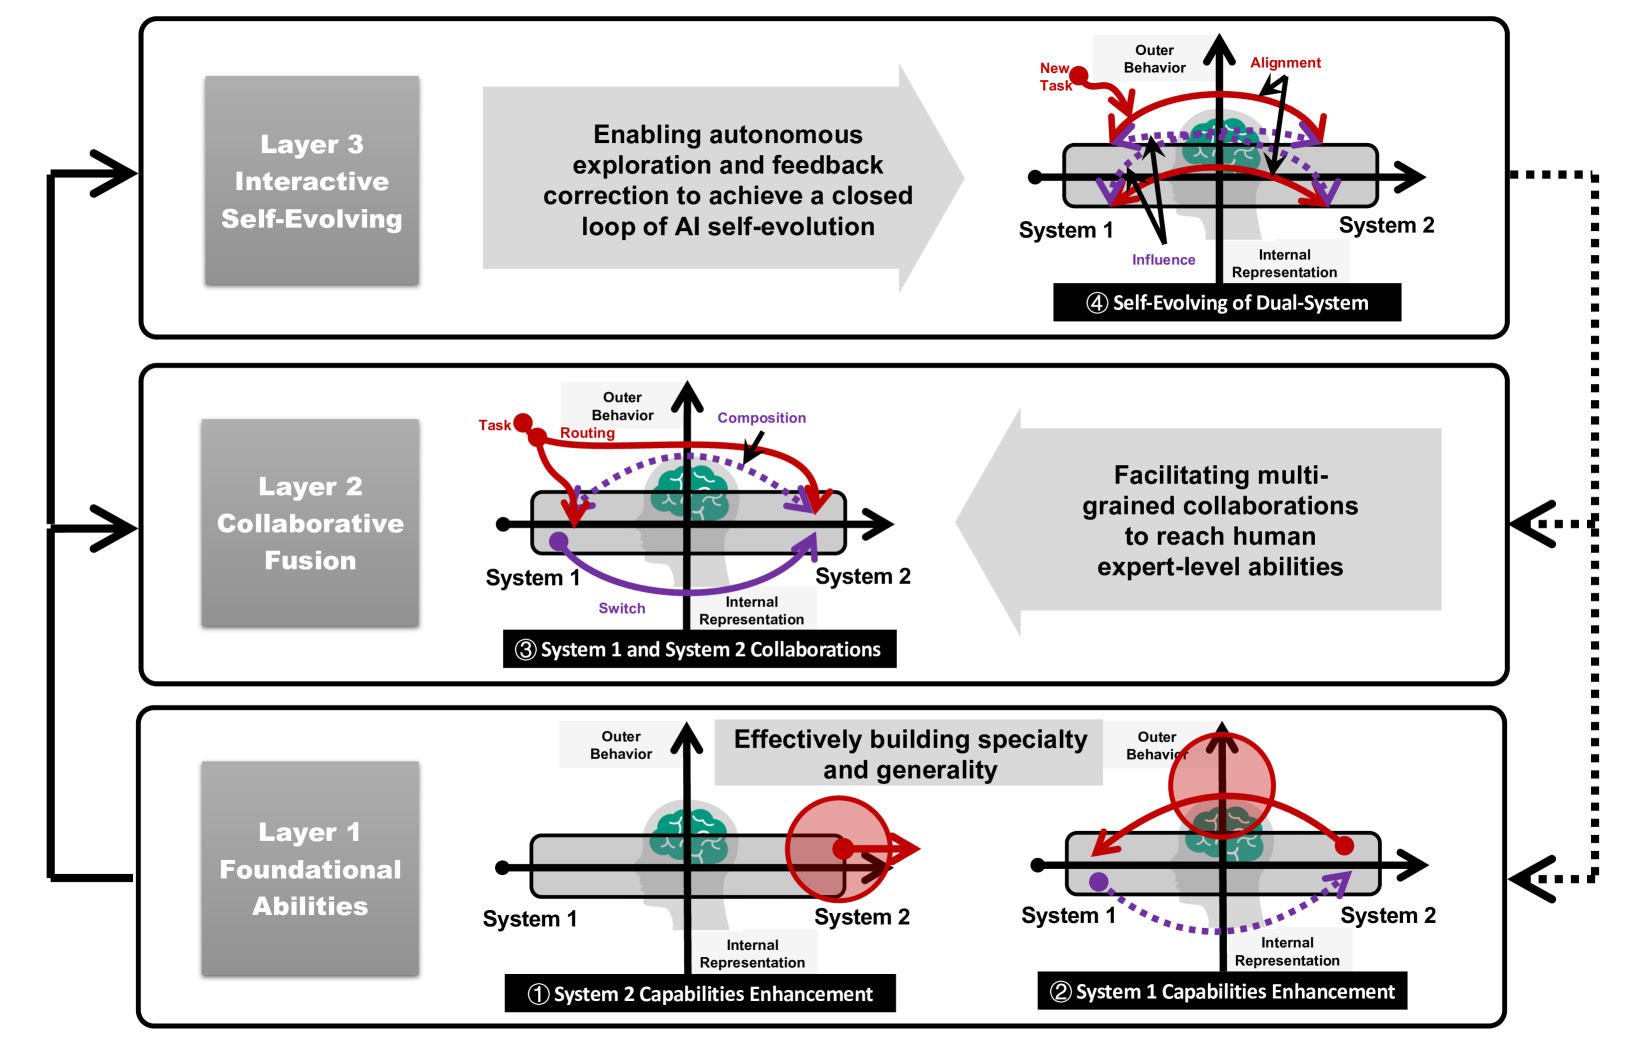 Layer 3
Interactive
Self-Evolving
Enabling autonomous
exploration and feedback
correction to achieve a closed
loop of AI self-evolution
New
Task
Outer
Behavior
Alignment
System 1
System 2
Influence
Internal
Representation
④ Self-Evolving of Dual-System
Layer 2
Collaborative
Fusion
Task
Routing
Outer
Behavior
Composition
System 1
System 2
Switch
Internal
Representation
③ System 1 and System 2 Collaborations
Facilitating multi-
grained collaborations
to reach human
expert-level abilities
Layer 1
Foundational
Abilities
Effectively building specialty
and generality
Outer
Behavior
System 1
System 2
Internal
Representation
① System 2 Capabilities Enhancement
Outer
Behavior
System 1
System 2
Internal
Representation
② System 1 Capabilities Enhancement